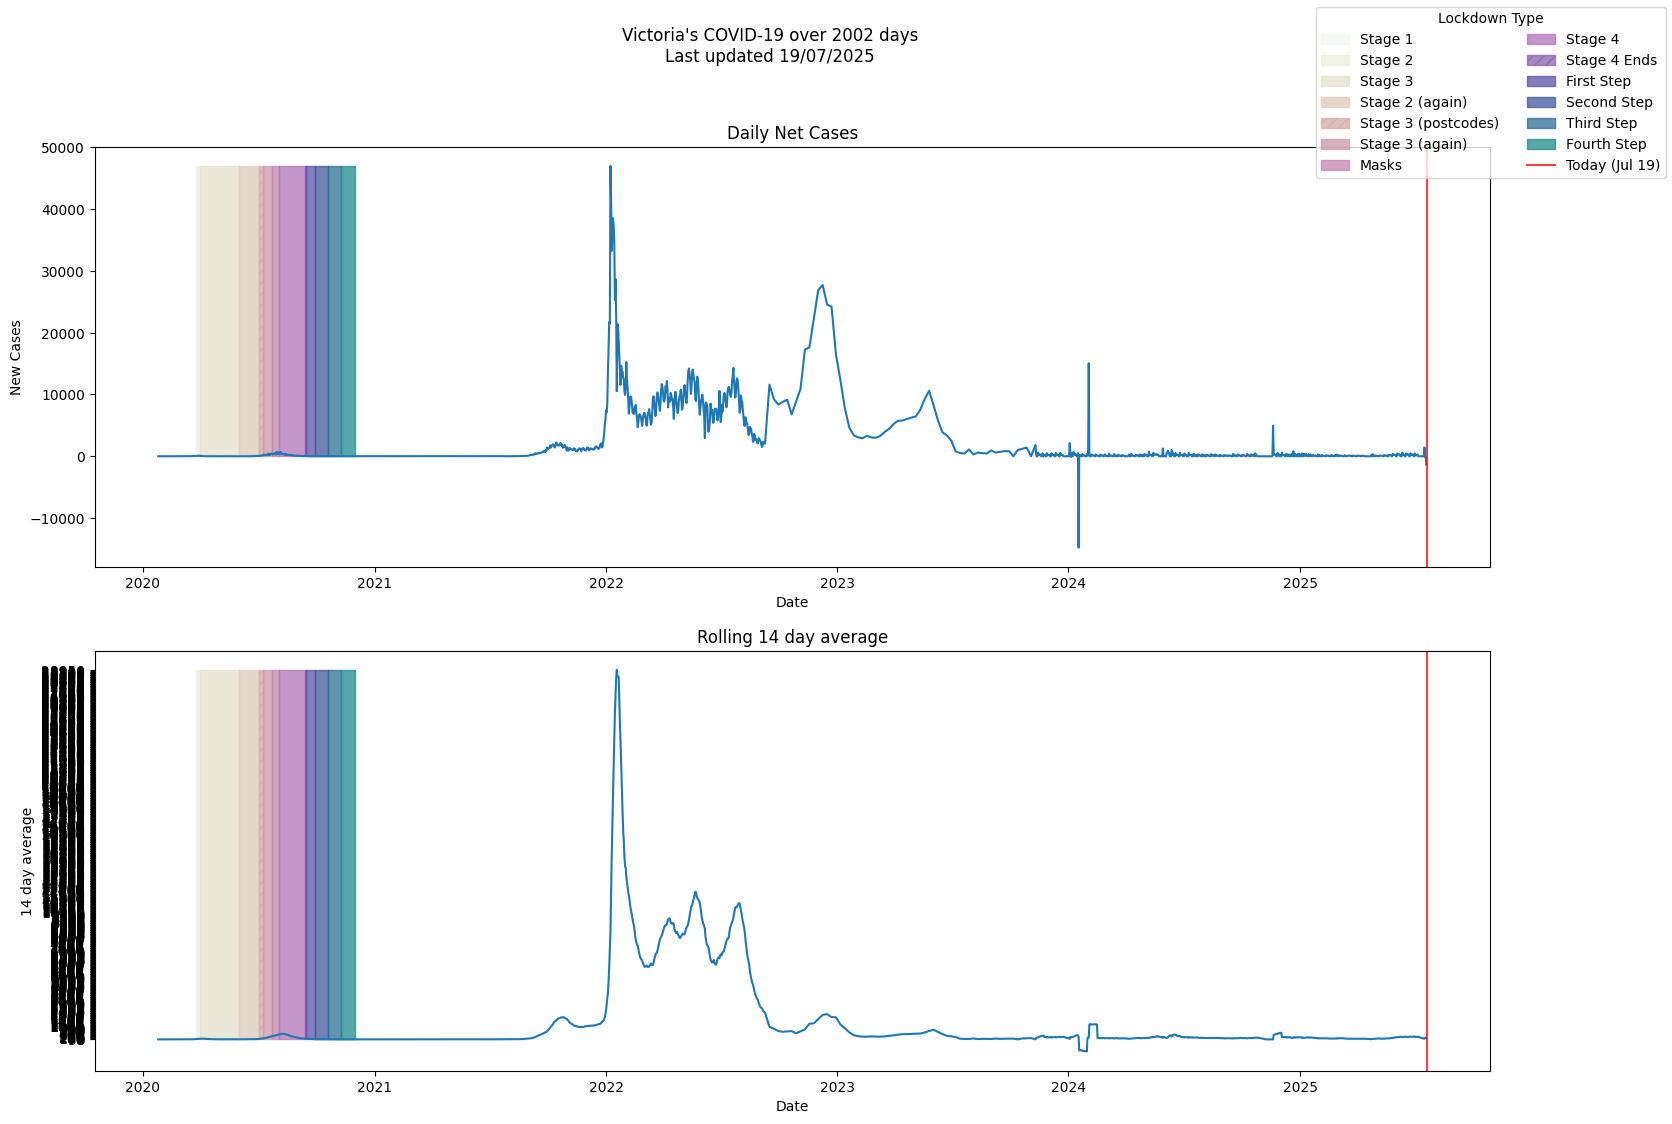 Victoria's COVID-19 over 2002 days
Last updated 19/07/2025
Lockdown Type
Stage 1
Stage 2
Stage 3
Stage 2 (again)
Stage 3 (postcodes)
Stage 3 (again)
Masks
Stage 4
Stage 4 Ends
First Step
Second Step
Third Step
Fourth Step
Today (Jul 19)
Daily Net Cases
New Cases
50000
40000
30000
20000
10000
0
−10000
2020 2021 2022 2023 2024 2025
Date
Rolling 14 day average
14 day average
2020 2021 2022 2023 2024 2025
Date